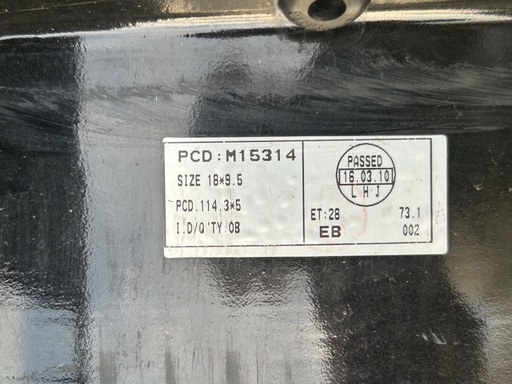 PCD:M15314
SIZE 18*9.5
PCD.114.3*5
I.D/Q'TY:0B
PASSED
16.03.10
L H J
ET:28 73.1
EB 002